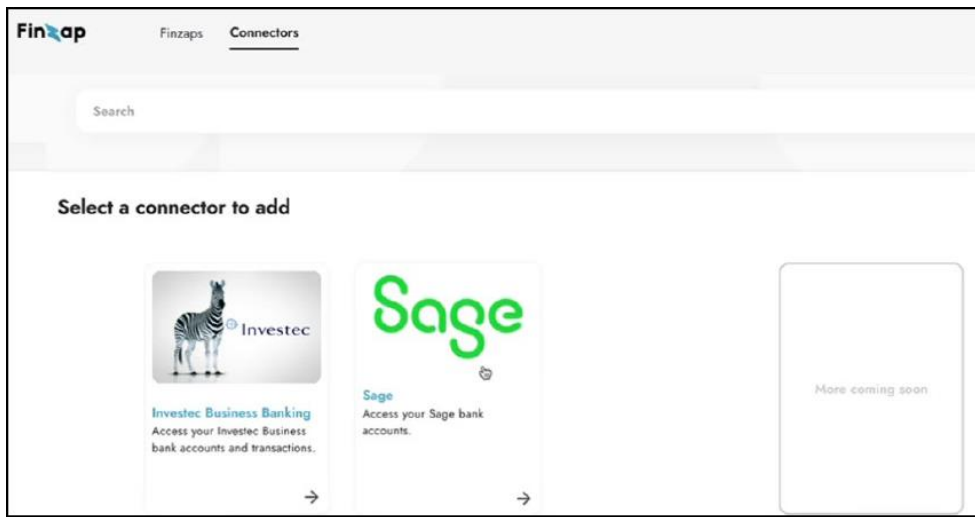 Finzap
Finzaps
Connectors
Search
Select a connector to add
Investec
Investec Business Banking
Access your Investec Business
bank accounts and transactions.
Sage
Sage
Access your Sage bank
accounts.
More coming soon